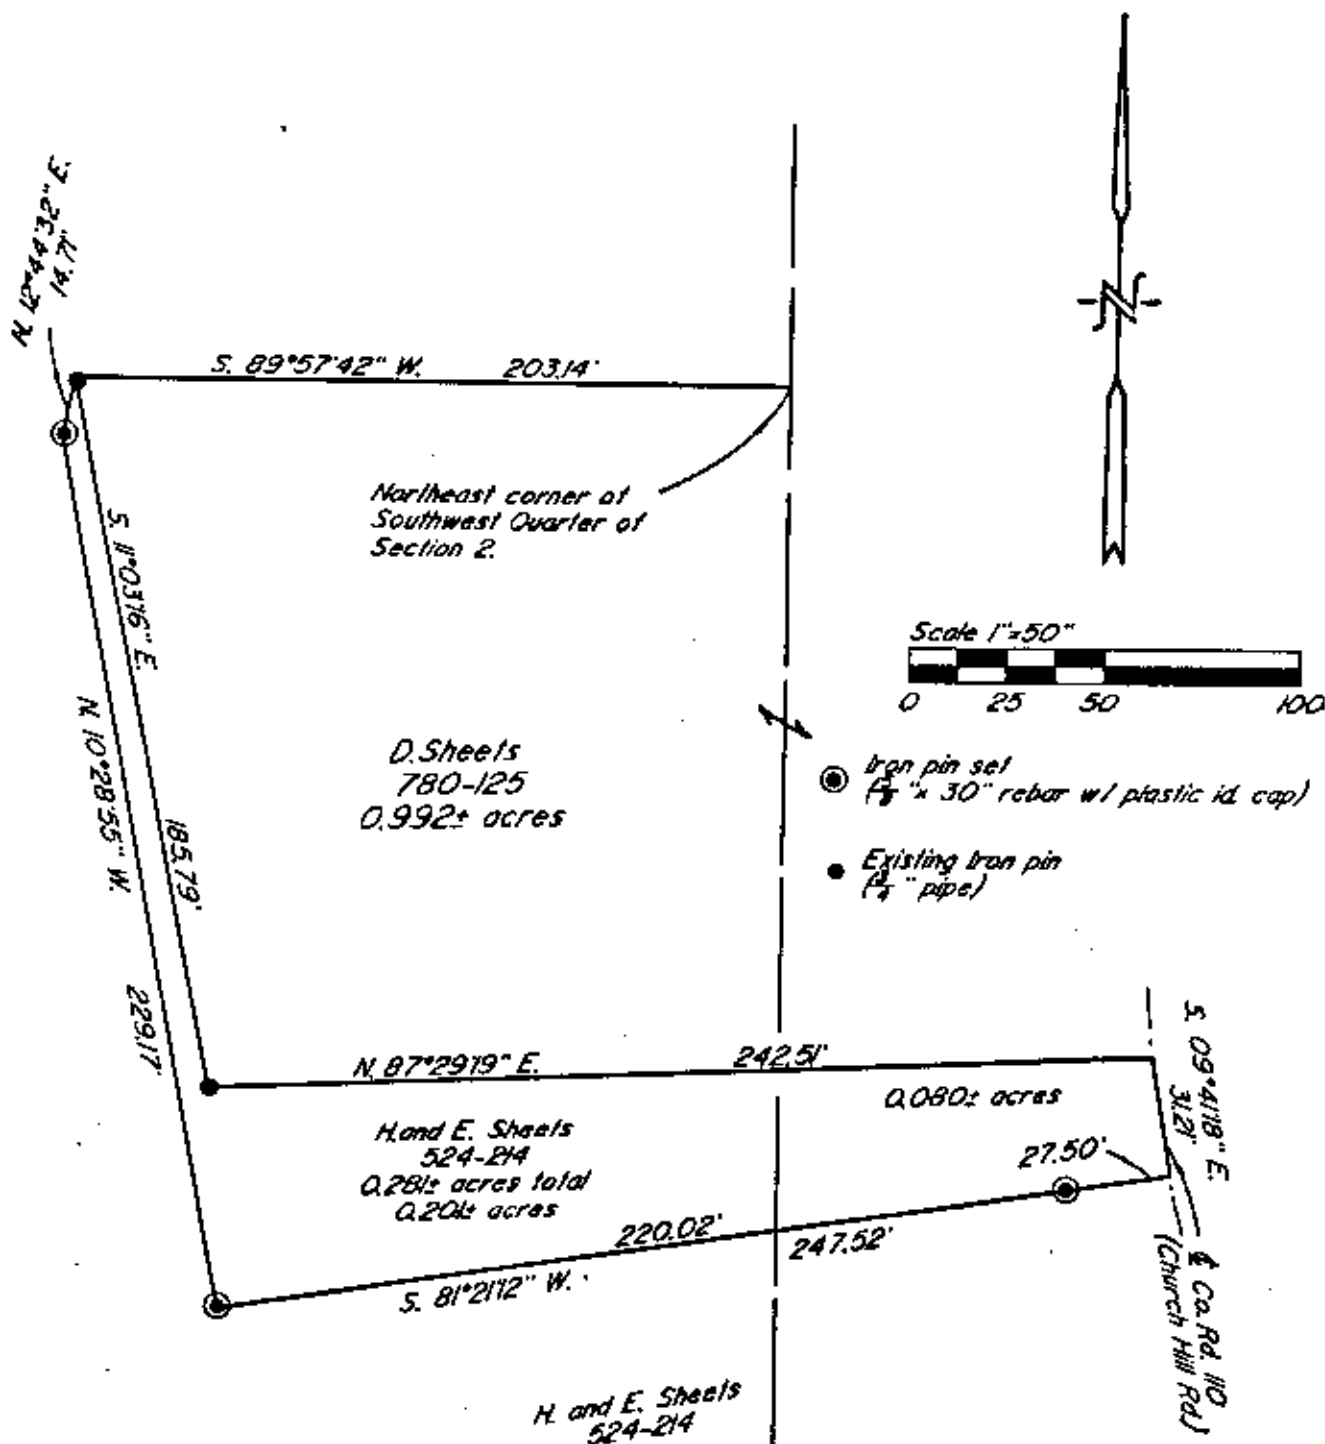 N. 12°44'32" E.
14.71'
S. 89°57'42" W. 203.14'
Northeast corner of
Southwest Quarter of
Section 2.
S. 11°03'16" E.
185.79'
N. 10°28'55" W.
229.17'
N
Scale 1"=50"
0 25 50 100
D. Sheets
780-125
0.992± acres
Iron pin set
" x 30" rebar w/ plastic id. cap)
Existing Iron pin
(3/4" pipe)
N. 87°29'19" E. 242.51'
0.080± acres
S. 09°41'18" E.
31.21'
H. and E. Sheets
524-214
0.281± acres total
0.201± acres
27.50'
220.02'
247.52'
S. 81°21'12" W.
℄ Co. Rd. 110
(Church Hill Rd.)
H. and E. Sheets
524-214